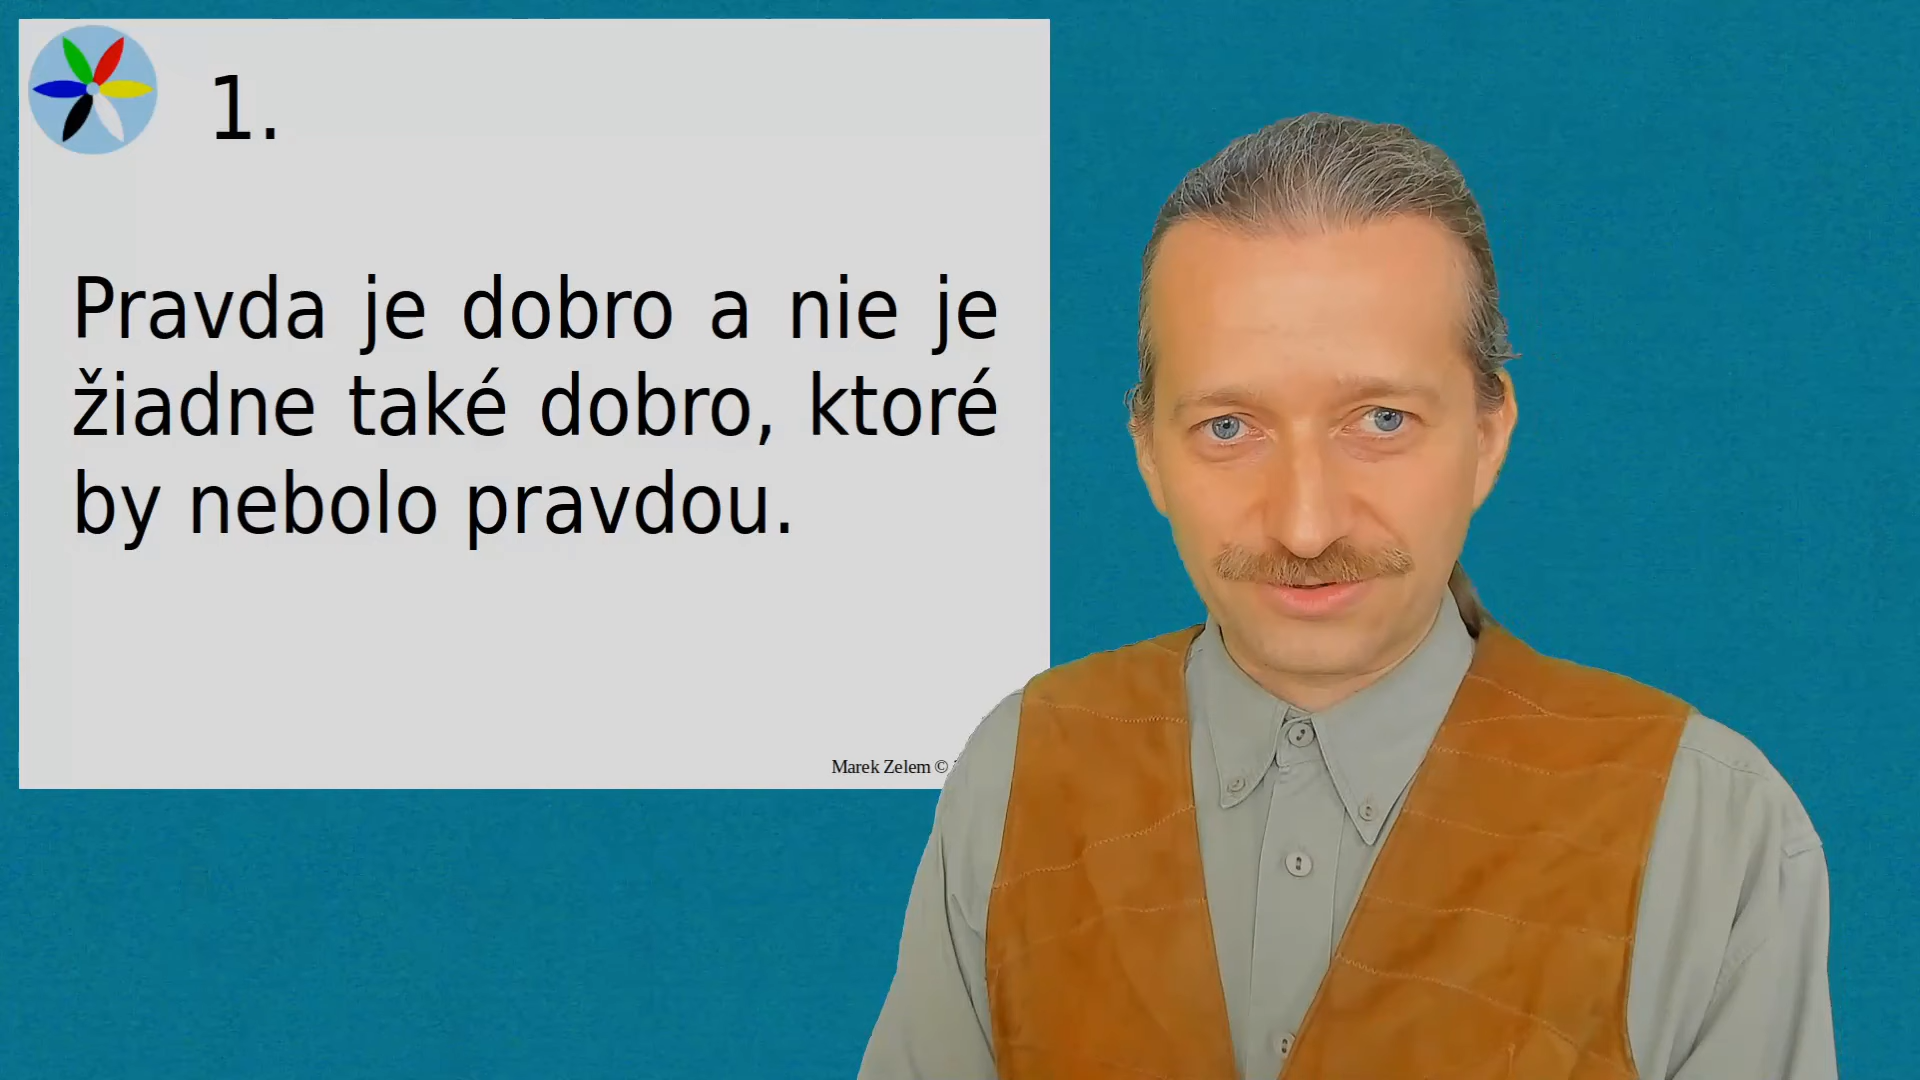 1.
Pravda je dobro a nie je
žiadne také dobro, ktoré
by nebolo pravdou.
Marek Zelem ©